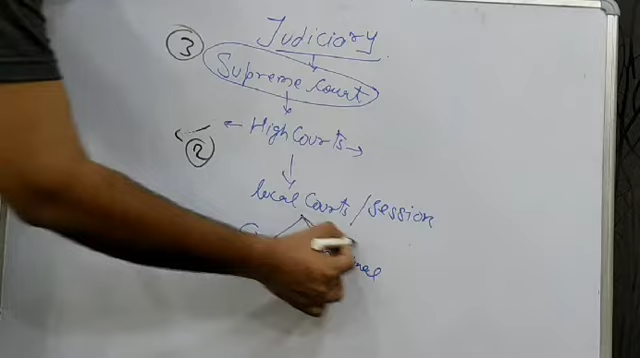 Judiciary
3 Supreme court
High Courts
2
local Courts / Session